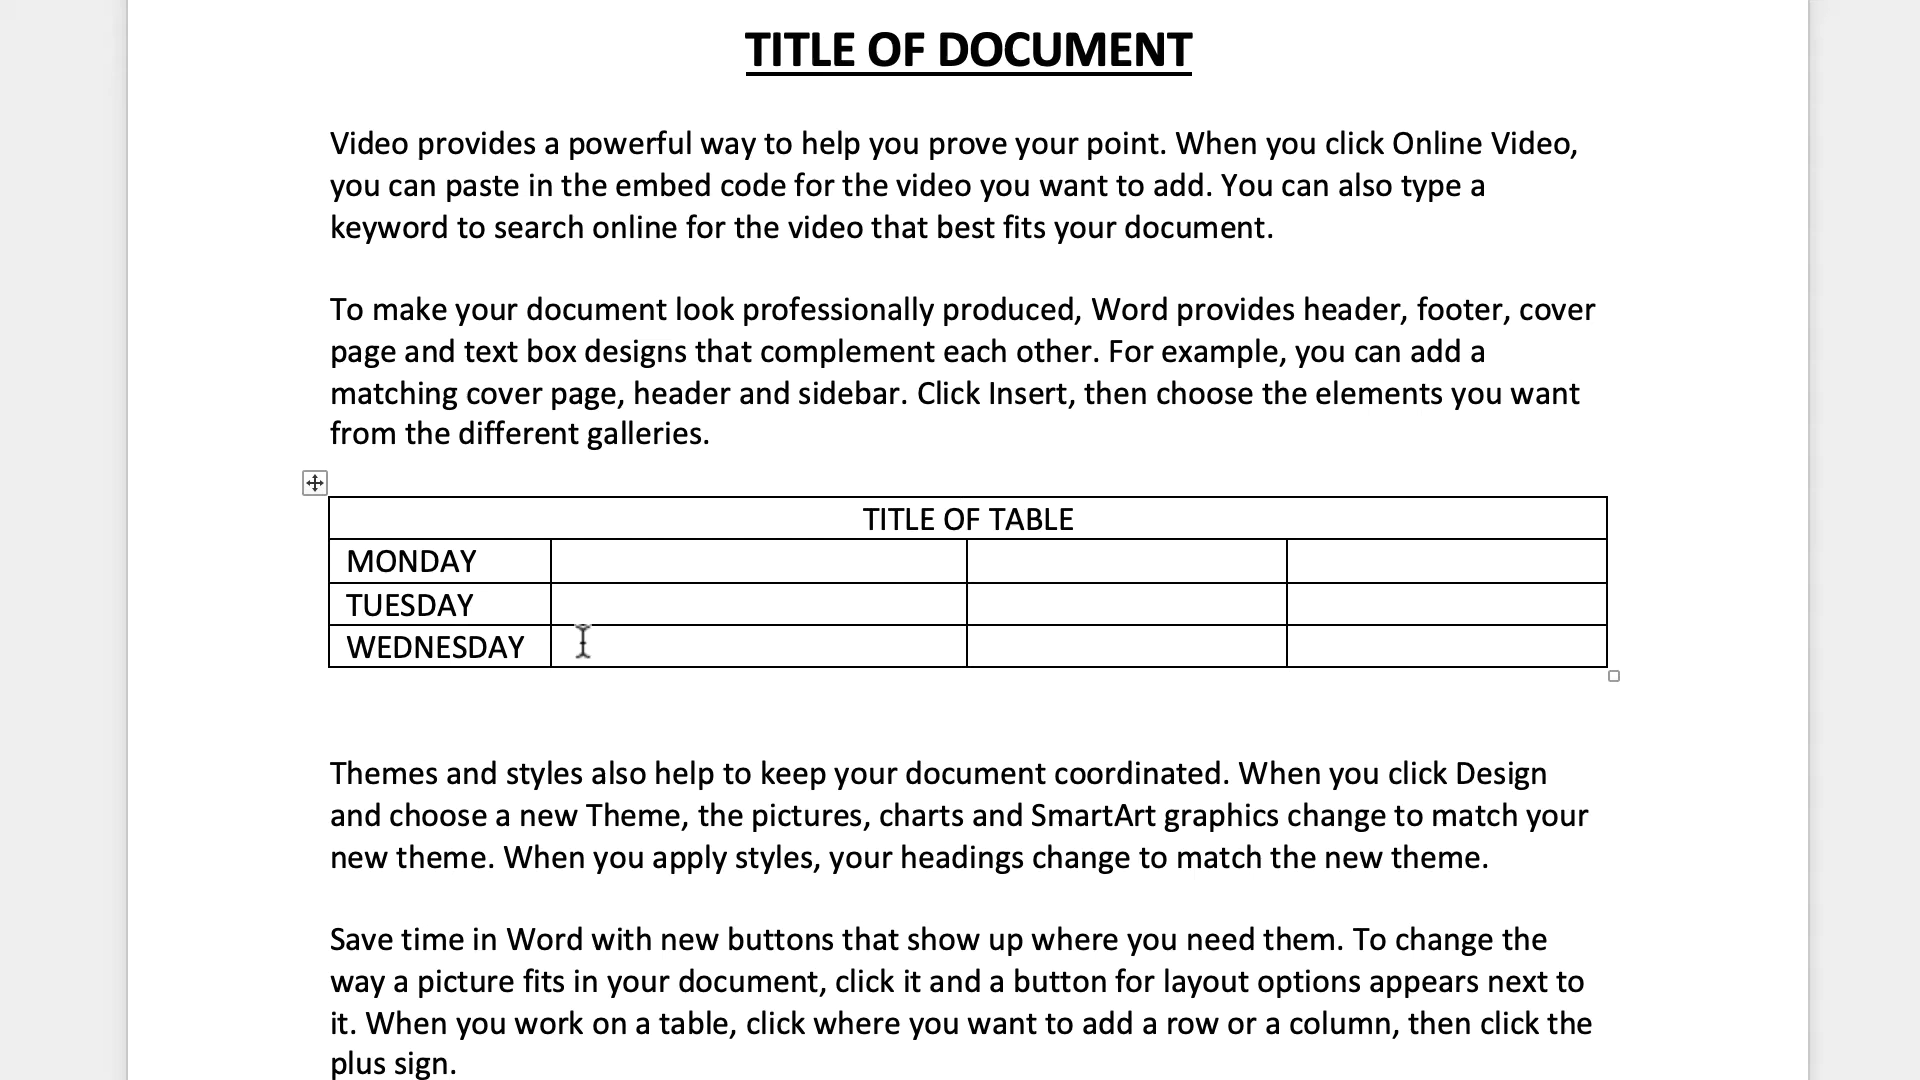 TITLE OF DOCUMENT
Video provides a powerful way to help you prove your point. When you click Online Video,
you can paste in the embed code for the video you want to add. You can also type a
keyword to search online for the video that best fits your document.
To make your document look professionally produced, Word provides header, footer, cover
page and text box designs that complement each other. For example, you can add a
matching cover page, header and sidebar. Click Insert, then choose the elements you want
from the different galleries.
TITLE OF TABLE
MONDAY
TUESDAY
WEDNESDAY
Themes and styles also help to keep your document coordinated. When you click Design
and choose a new Theme, the pictures, charts and SmartArt graphics change to match your
new theme. When you apply styles, your headings change to match the new theme.
Save time in Word with new buttons that show up where you need them. To change the
way a picture fits in your document, click it and a button for layout options appears next to
it. When you work on a table, click where you want to add a row or a column, then click the
plus sign.